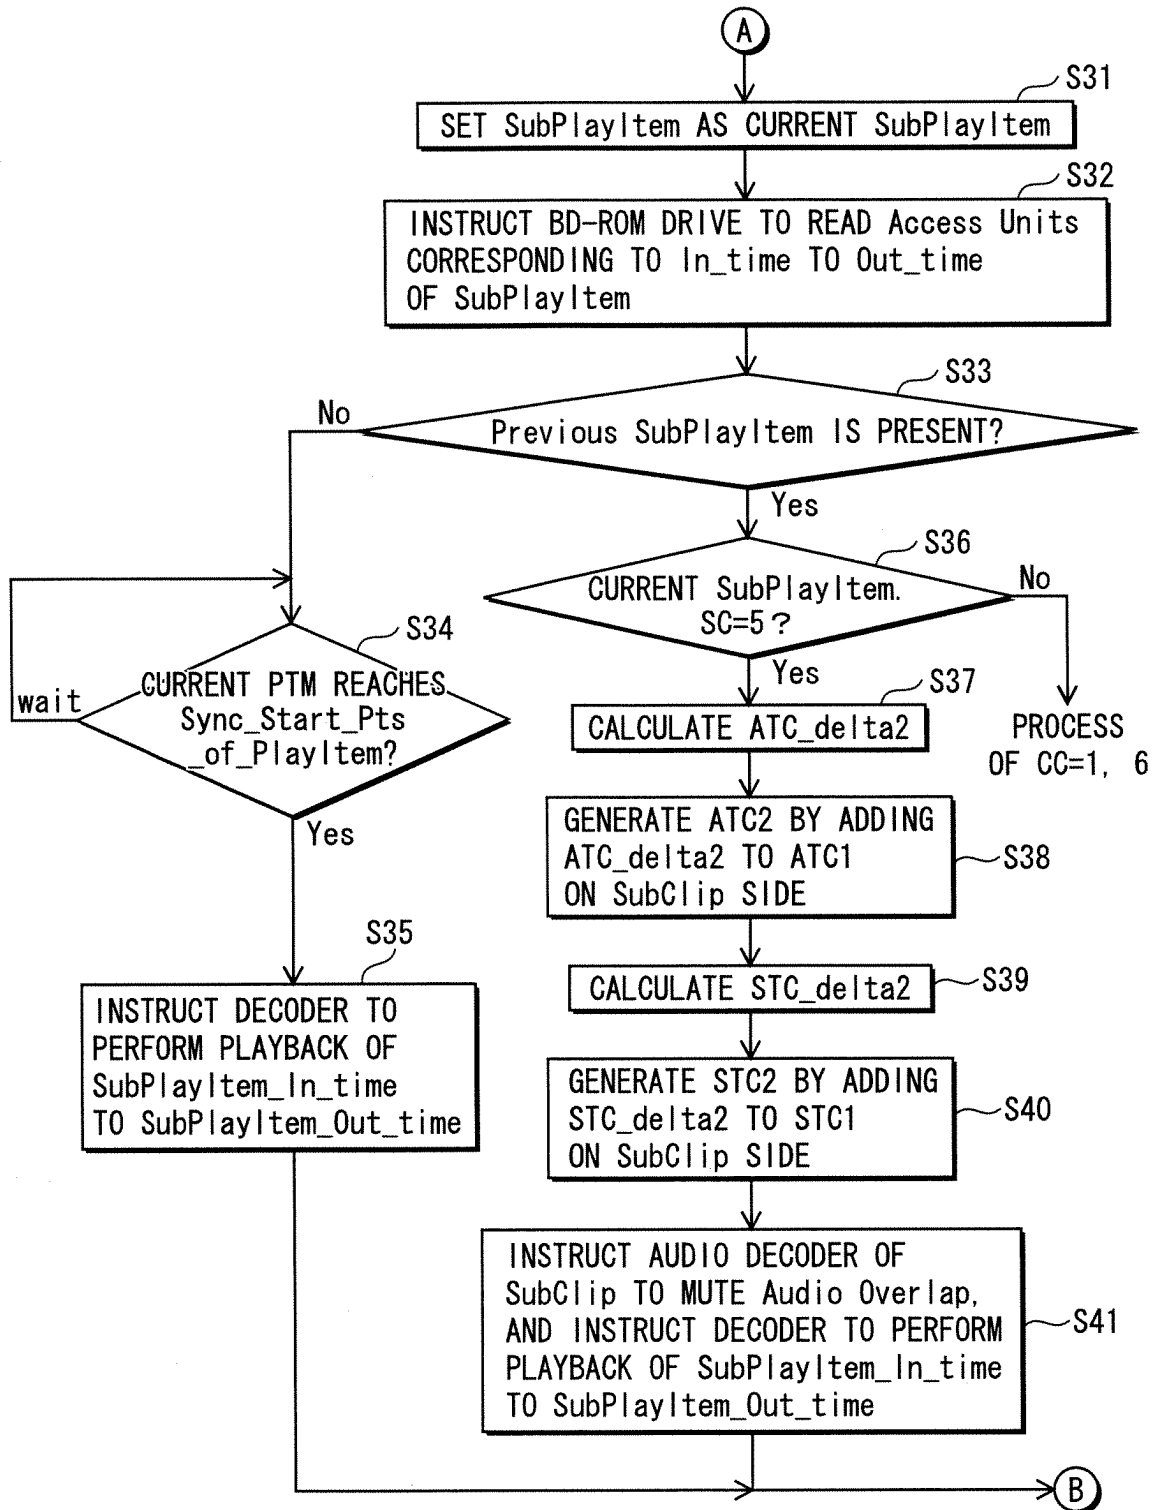 A
S31
SET SubPlayItem AS CURRENT SubPlayItem
S32
INSTRUCT BD-ROM DRIVE TO READ Access Units
CORRESPONDING TO In_time TO Out_time
OF SubPlayItem
S33
No
Previous SubPlayItem IS PRESENT?
Yes
S36
CURRENT SubPlayItem.
SC=5?
No
Yes
PROCESS
OF CC=1, 6
S34
CURRENT PTM REACHES
Sync_Start_Pts
_of_PlayItem?
wait
Yes
S35
INSTRUCT DECODER TO
PERFORM PLAYBACK OF
SubPlayItem_In_time
TO SubPlayItem_Out_time
S37
CALCULATE ATC_delta2
GENERATE ATC2 BY ADDING
ATC_delta2 TO ATC1
ON SubClip SIDE
S38
CALCULATE STC_delta2
S39
GENERATE STC2 BY ADDING
STC_delta2 TO STC1
ON SubClip SIDE
S40
INSTRUCT AUDIO DECODER OF
SubClip TO MUTE Audio Overlap,
AND INSTRUCT DECODER TO PERFORM
PLAYBACK OF SubPlayItem_In_time
TO SubPlayItem_Out_time
S41
B